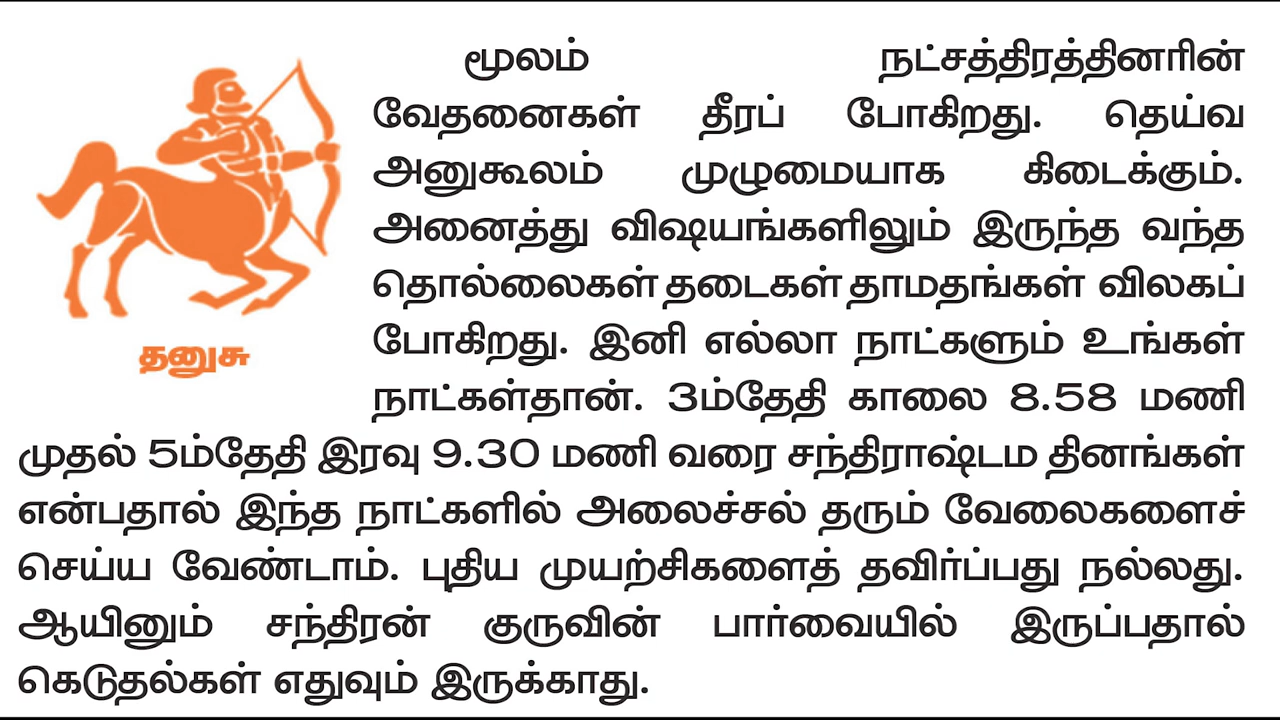 மூலம் நட்சத்திரத்தினரின்
வேதனைகள் தீரப் போகிறது. தெய்வ
அனுகூலம் முழுமையாக கிடைக்கும்.
அனைத்து விஷயங்களிலும் இருந்த வந்த
தொல்லைகள் தடைகள் தாமதங்கள் விலகப்
போகிறது. இனி எல்லா நாட்களும் உங்கள்
நாட்கள்தான். 3ம்தேதி காலை 8.58 மணி
தனுசு
முதல் 5ம்தேதி இரவு 9.30 மணி வரை சந்திராஷ்டம தினங்கள்
என்பதால் இந்த நாட்களில் அலைச்சல் தரும் வேலைகளைச்
செய்ய வேண்டாம். புதிய முயற்சிகளைத் தவிர்ப்பது நல்லது.
ஆயினும் சந்திரன் குருவின் பார்வையில் இருப்பதால்
கெடுதல்கள் எதுவும் இருக்காது.